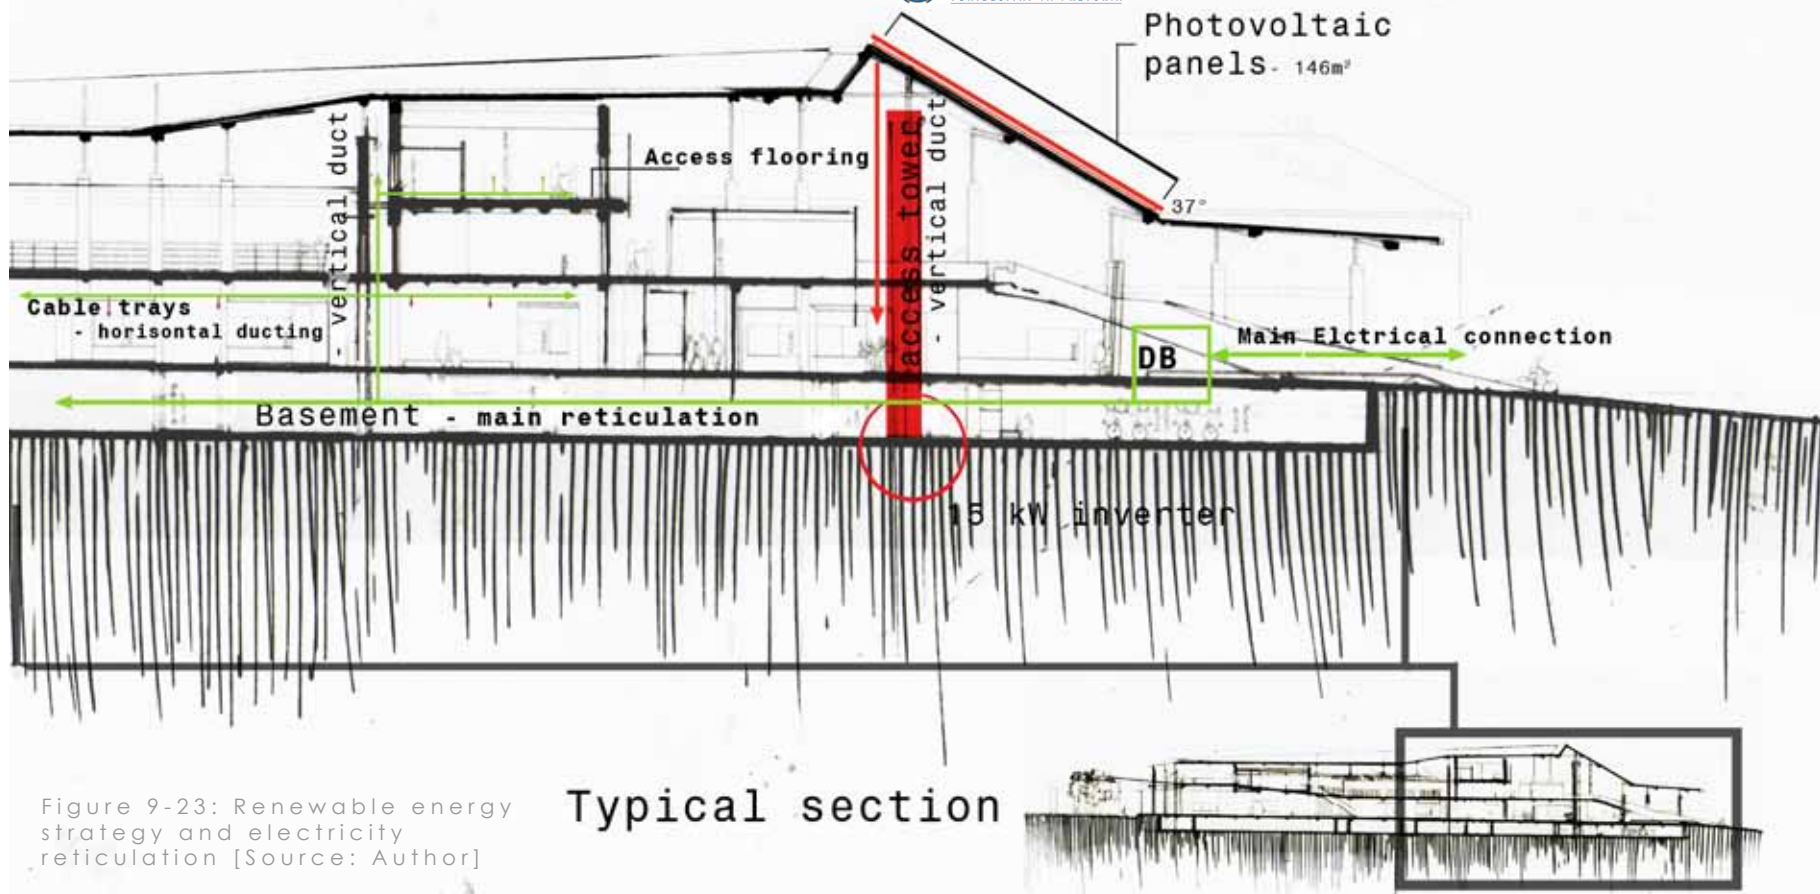 Photovoltaic
panels- 146m²
37°
- vertical duct
Access flooring
access tower
- vertical duct
Cable trays
- horisontal ducting
DB
Main Elctrical connection
Basement - main reticulation
15 kW inverter
Typical section
Figure 9-23: Renewable energy
strategy and electricity
reticulation [Source: Author]